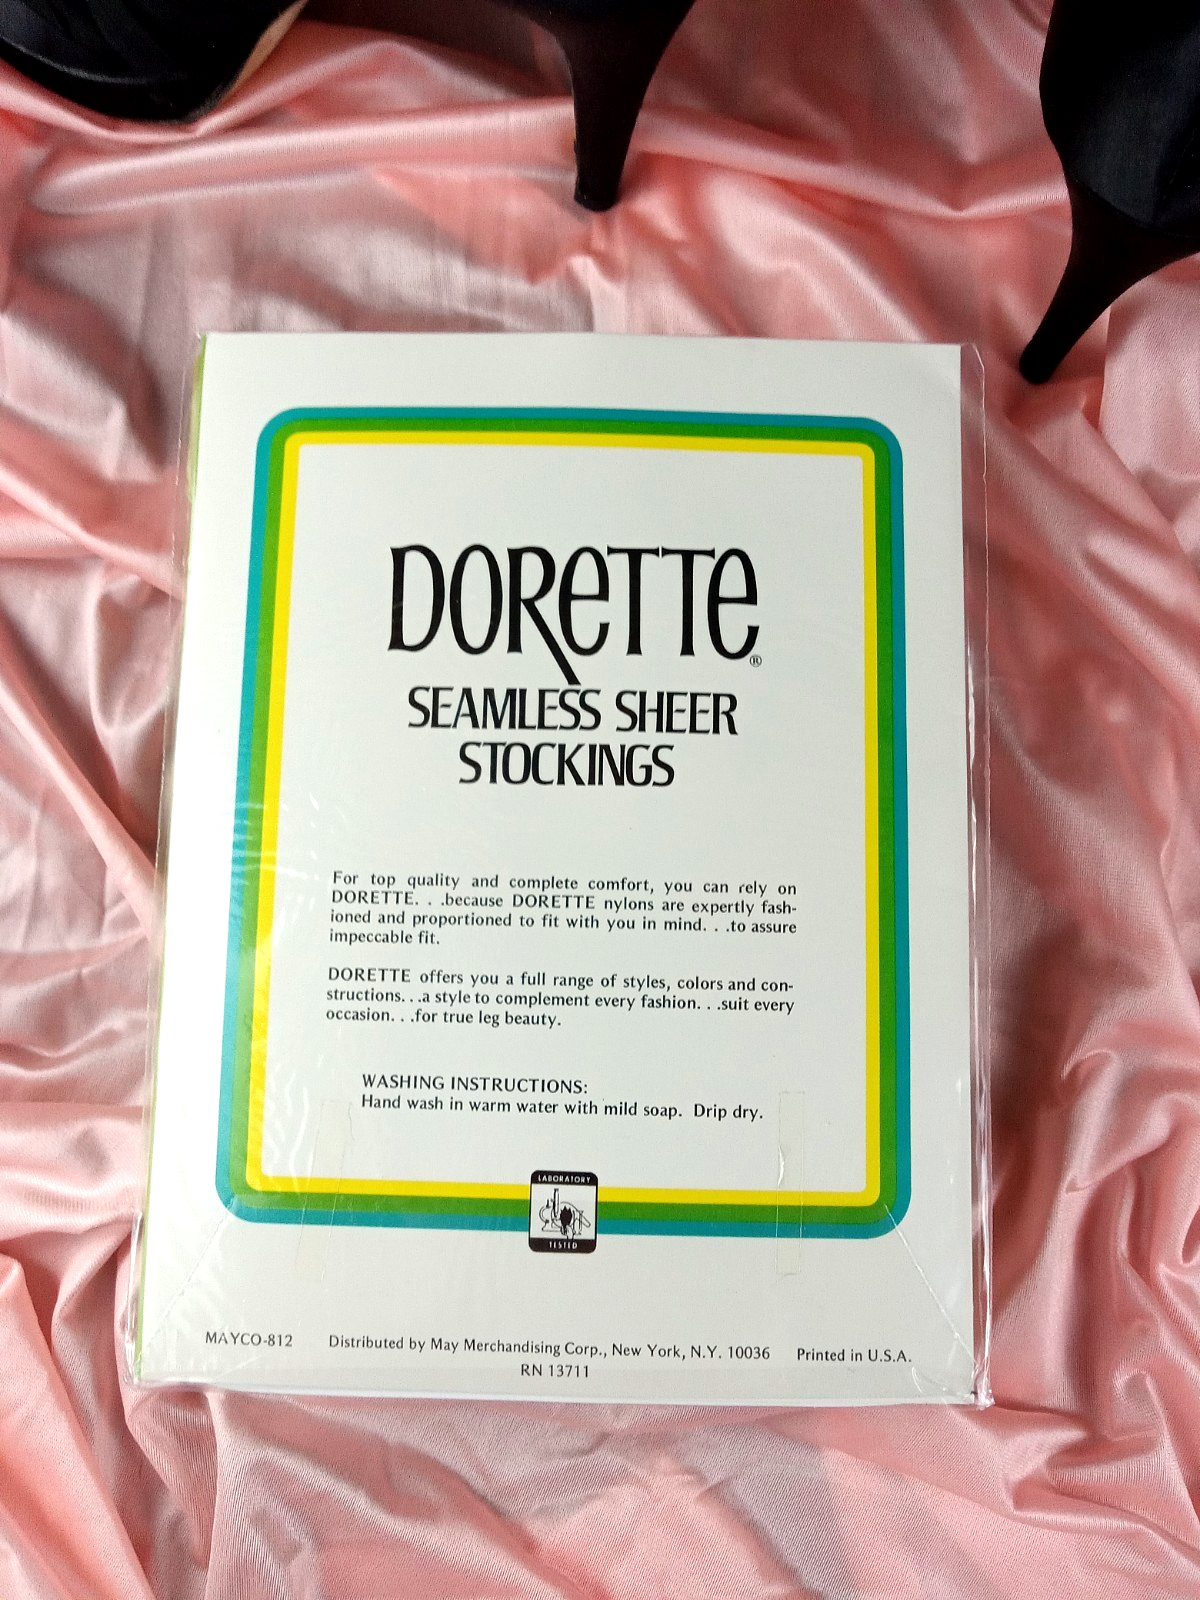 DORETTE®
SEAMLESS SHEER
STOCKINGS
For top quality and complete comfort, you can rely on
DORETTE. . .because DORETTE nylons are expertly fash-
ioned and proportioned to fit with you in mind. . .to assure
impeccable fit.
DORETTE offers you a full range of styles, colors and con-
structions. . .a style to complement every fashion. . .suit every
occasion. . .for true leg beauty.
WASHING INSTRUCTIONS:
Hand wash in warm water with mild soap. Drip dry.
LABORATORY
TESTED
MAYCO-812 Distributed by May Merchandising Corp., New York, N.Y. 10036 Printed in U.S.A.
RN 13711